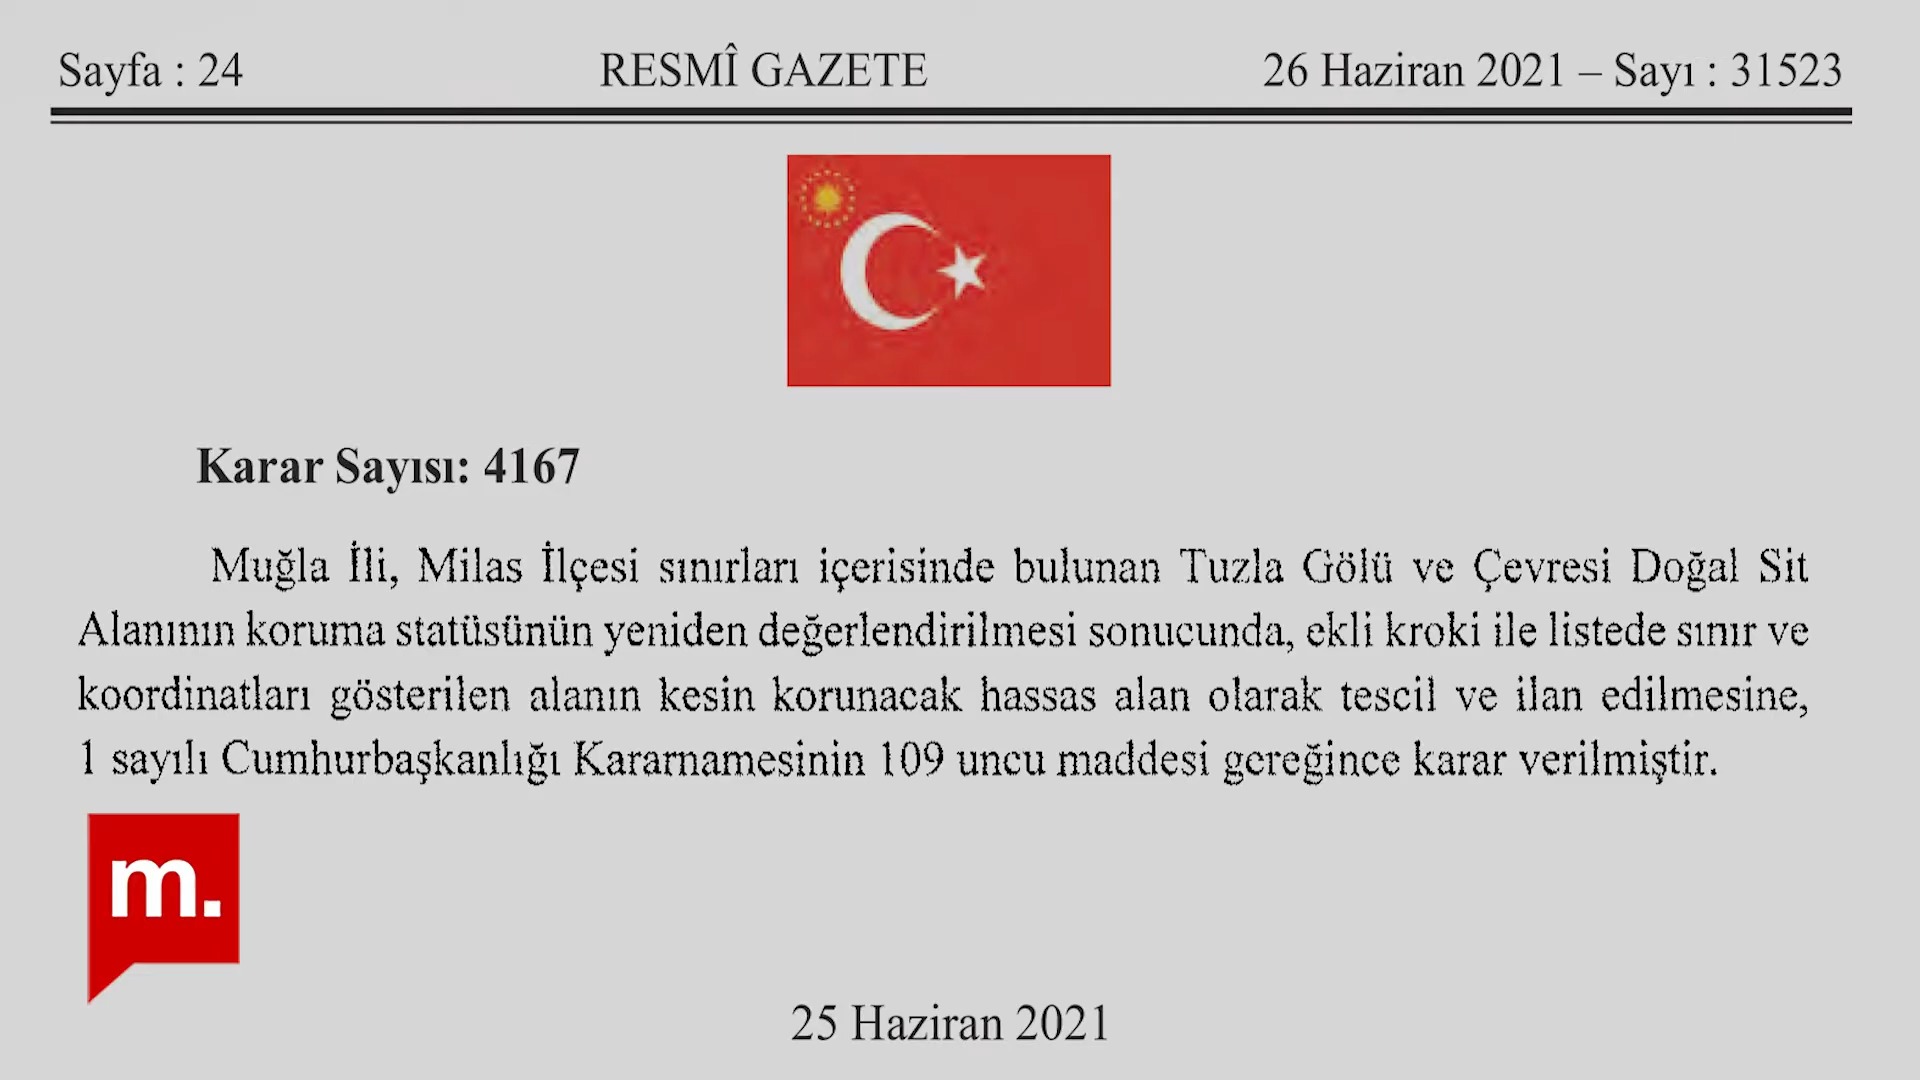 Sayfa : 24 RESMÎ GAZETE 26 Haziran 2021 – Sayı : 31523
Karar Sayısı: 4167
Muğla İli, Milas İlçesi sınırları içerisinde bulunan Tuzla Gölü ve Çevresi Doğal Sit
Alanının koruma statüsünün yeniden değerlendirilmesi sonucunda, ekli kroki ile listede sınır ve
koordinatları gösterilen alanın kesin korunacak hassas alan olarak tescil ve ilan edilmesine,
1 sayılı Cumhurbaşkanlığı Kararnamesinin 109 uncu maddesi gereğince karar verilmiştir.
m.
25 Haziran 2021